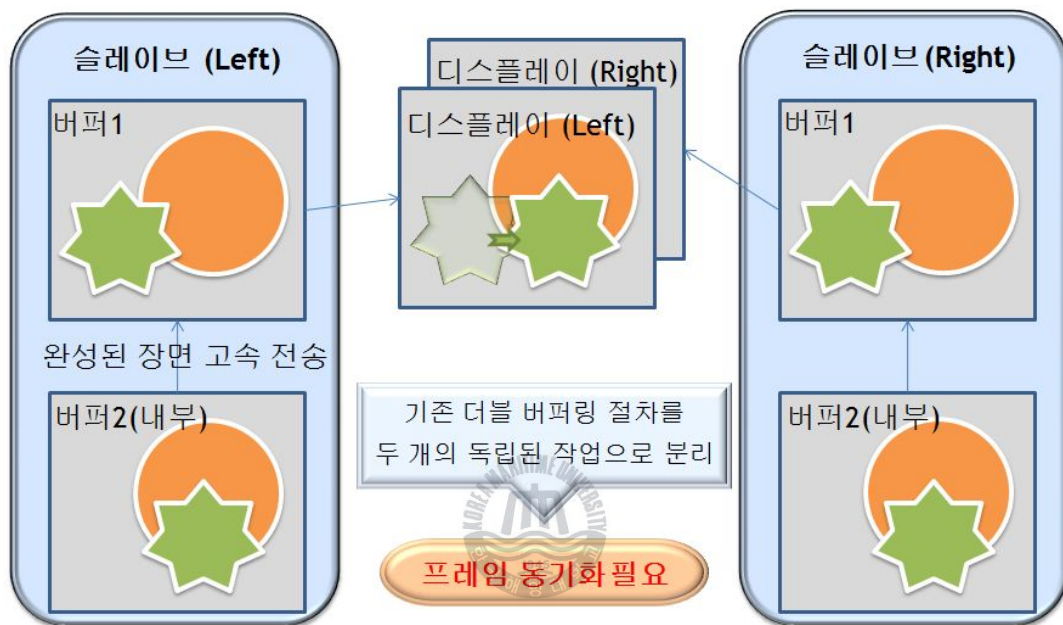 슬레이브 (Left)
버퍼1
완성된 장면 고속 전송
버퍼2(내부)
디스플레이 (Right)
디스플레이 (Left)
기존 더블 버퍼링 절차를
두 개의 독립된 작업으로 분리
KOREA MARITIME UNIVERSITY
프레임 동기화필요
슬레이브(Right)
버퍼1
버퍼2(내부)